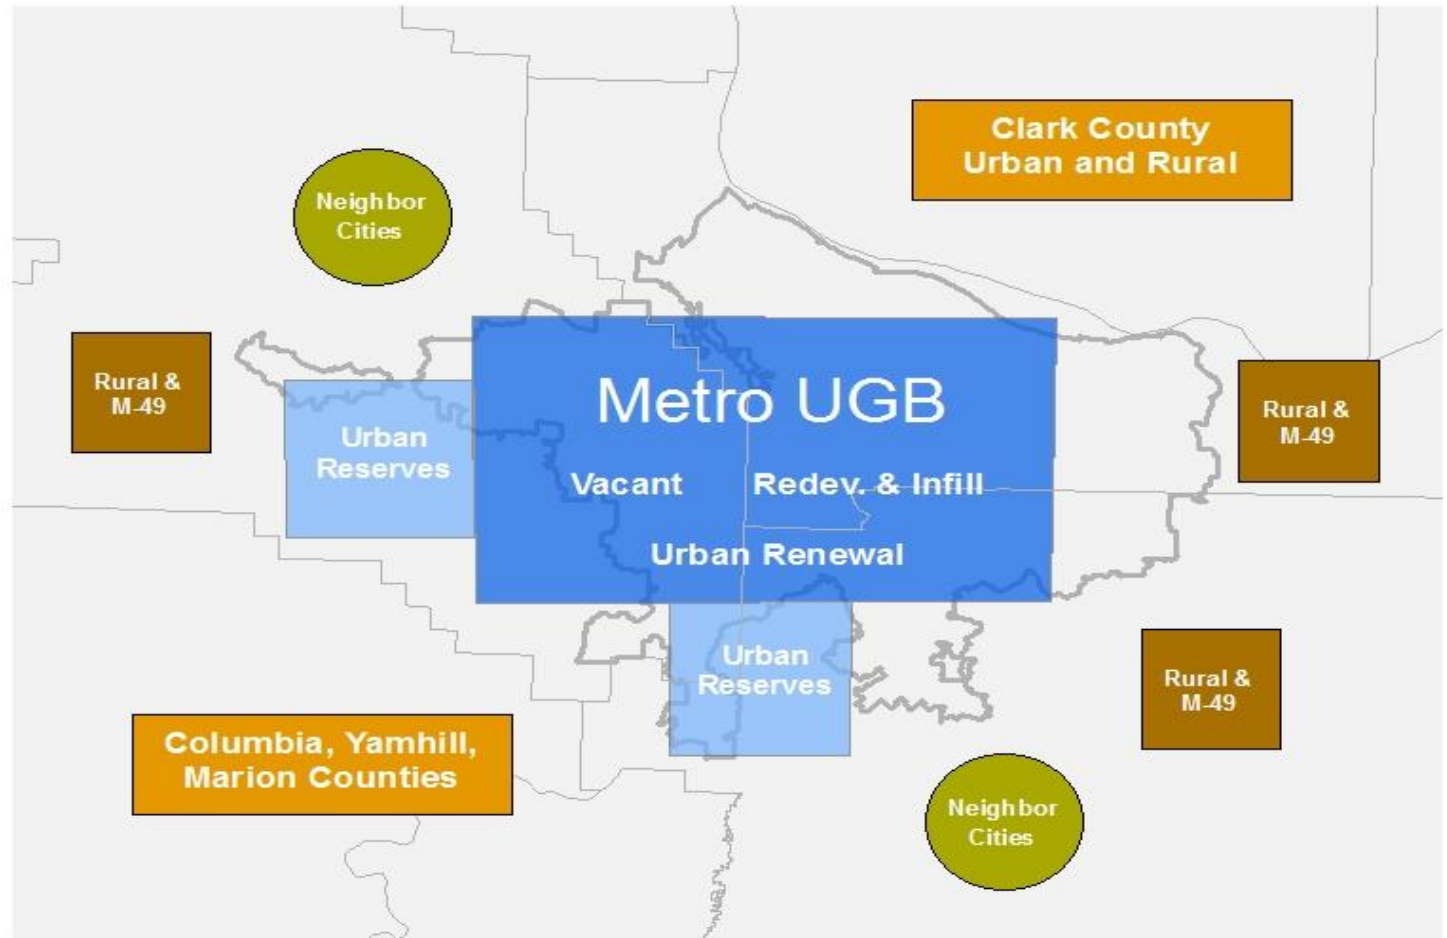 Clark County
Urban and Rural
Neighbor
Cities
Rural &
M-49
Urban
Reserves
Metro UGB
Vacant
Redev. & Infill
Urban Renewal
Rural &
M-49
Urban
Reserves
Rural &
M-49
Columbia, Yamhill,
Marion Counties
Neighbor
Cities